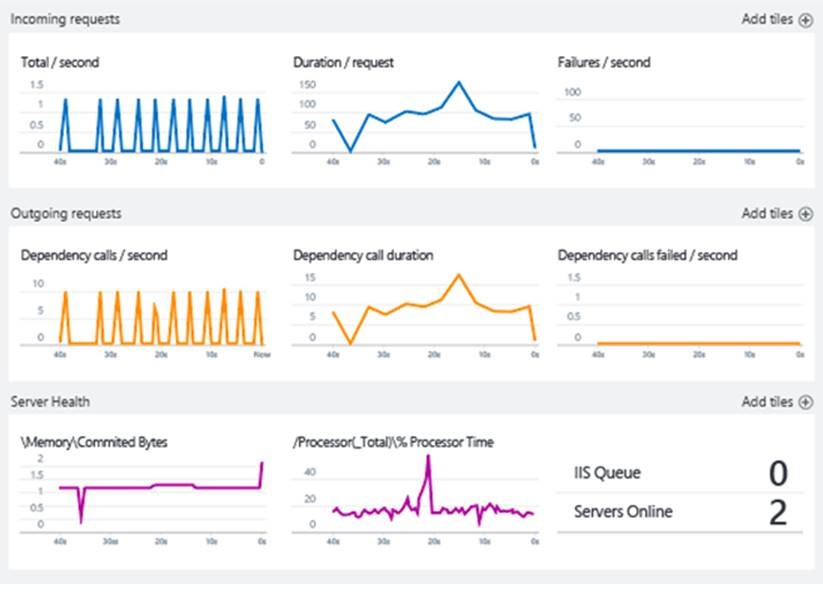 Incoming requests Add tiles
Total / second Duration / request Failures / second
1.5 150 100
1 100
0.5 50 50
0 0 0
40s 30s 20s 10s 0 40s 30s 20s 10s 0s 40s 30s 20s 10s 0s
Outgoing requests Add tiles
Dependency calls / second Dependency call duration Dependency calls failed / second
10 15 1.5
10 1
5 5 0.5
0 0 0
40s 30s 20s 10s Now 40s 30s 20s 10s 0s 40s 30s 20s 10s 0s
Server Health Add tiles
\Memory\Commited Bytes /Processor(_Total)\% Processor Time
2
1.5 40
1 20
0.5
0 0
40s 30s 20s 10s 0s 40s 30s 20s 10s 0s
IIS Queue 0
Servers Online 2